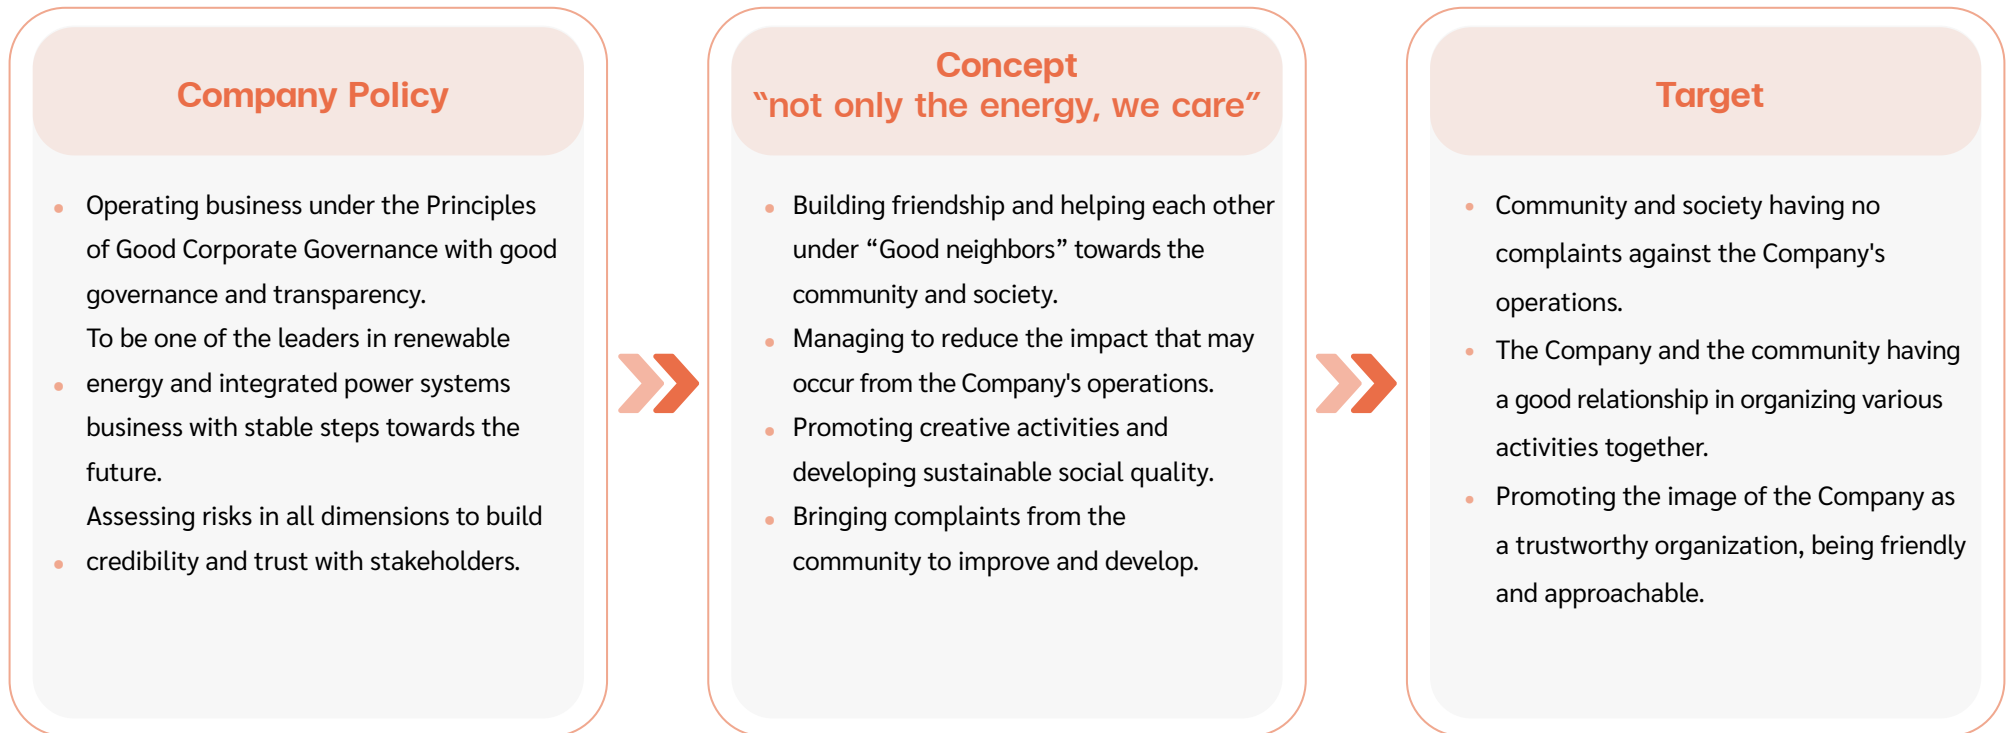 Company Policy
• Operating business under the Principles
of Good Corporate Governance with good
governance and transparency.
To be one of the leaders in renewable
• energy and integrated power systems
business with stable steps towards the
future.
Assessing risks in all dimensions to build
• credibility and trust with stakeholders.
Concept
“not only the energy, we care”
• Building friendship and helping each other
under “Good neighbors” towards the
community and society.
• Managing to reduce the impact that may
occur from the Company's operations.
• Promoting creative activities and
developing sustainable social quality.
• Bringing complaints from the
community to improve and develop.
Target
• Community and society having no
complaints against the Company's
operations.
• The Company and the community having
a good relationship in organizing various
activities together.
• Promoting the image of the Company as
a trustworthy organization, being friendly
and approachable.